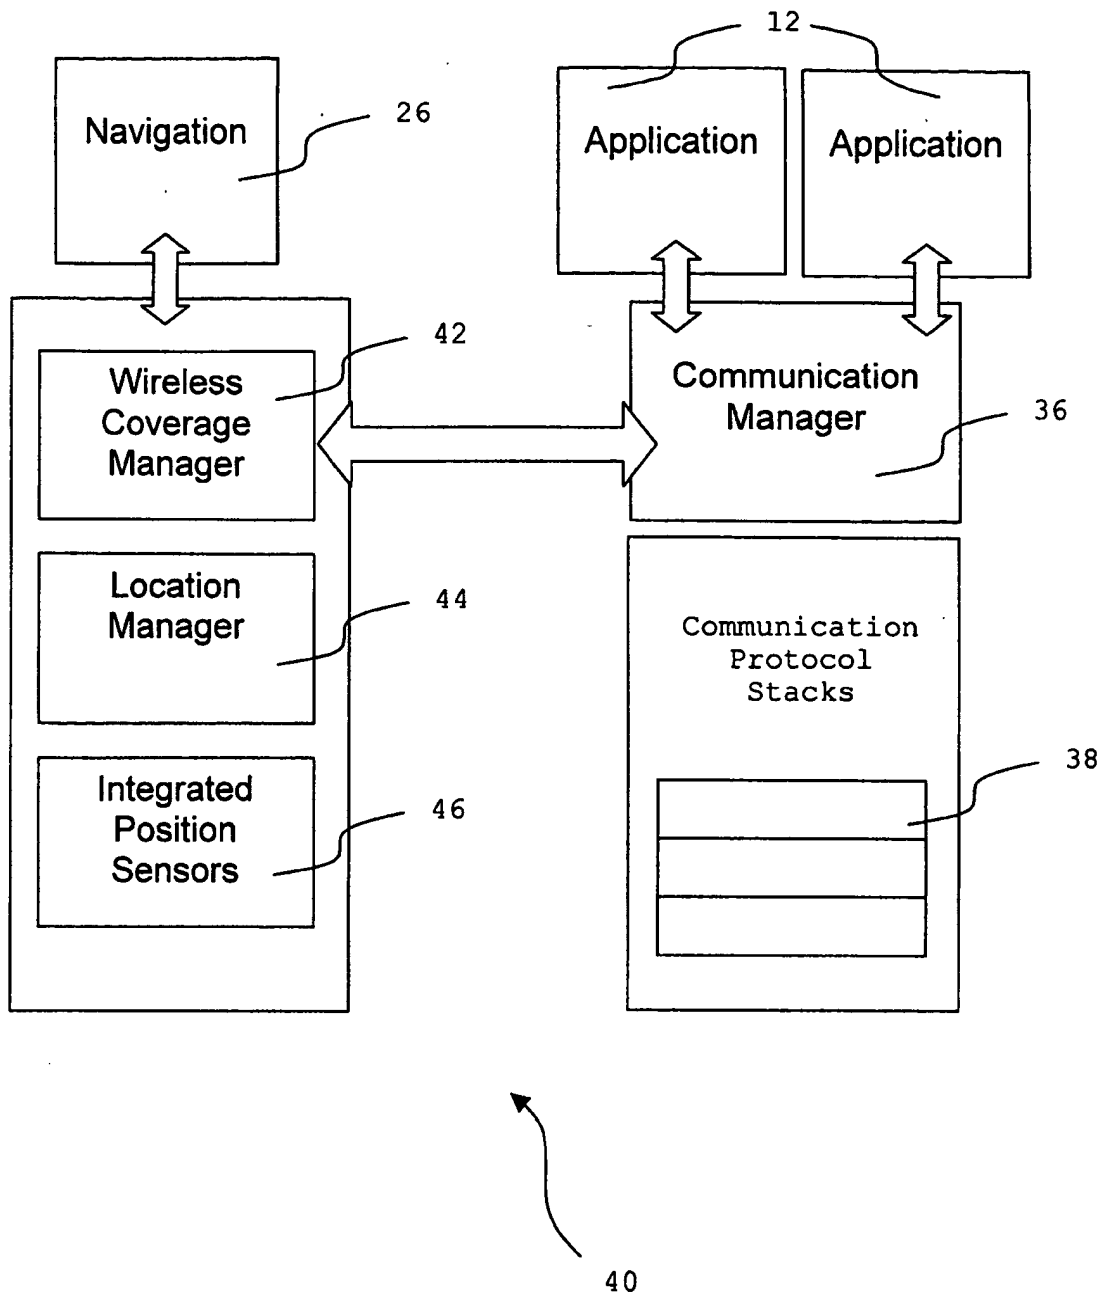 12
Navigation
26
Application
Application
42
Wireless
Coverage
Manager
Communication
Manager
36
Location
Manager
44
Communication
Protocol
Stacks
Integrated
Position
Sensors
46
38
40